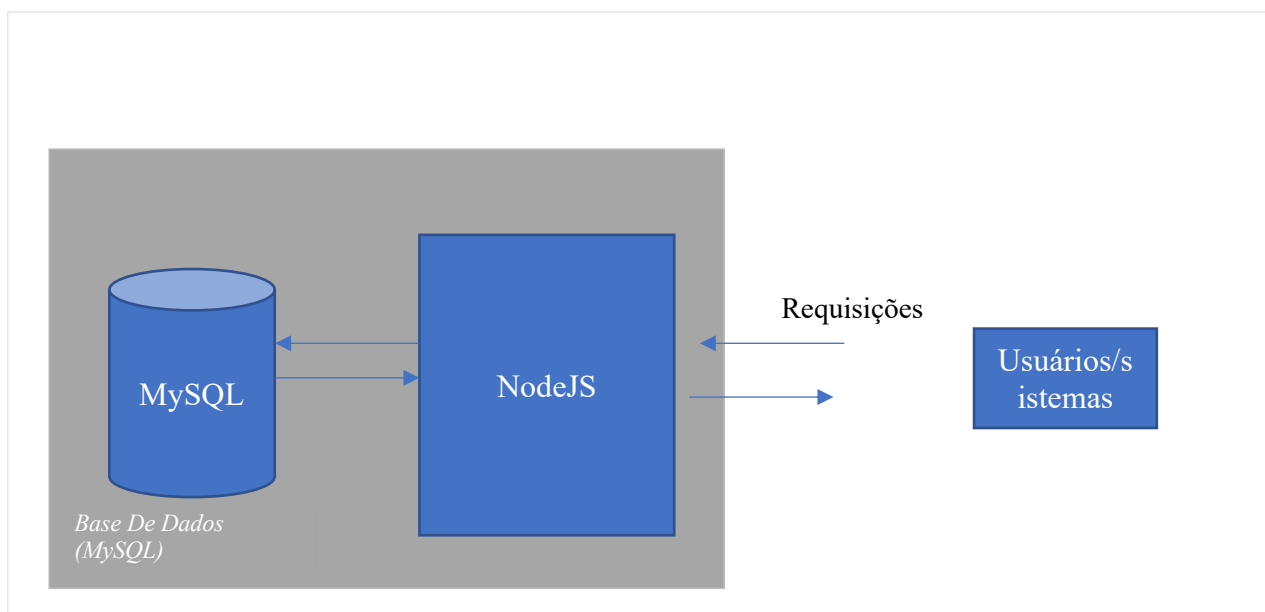 Requisições
MySQL
NodeJS
Usuários/s
istemas
Base De Dados
(MySQL)